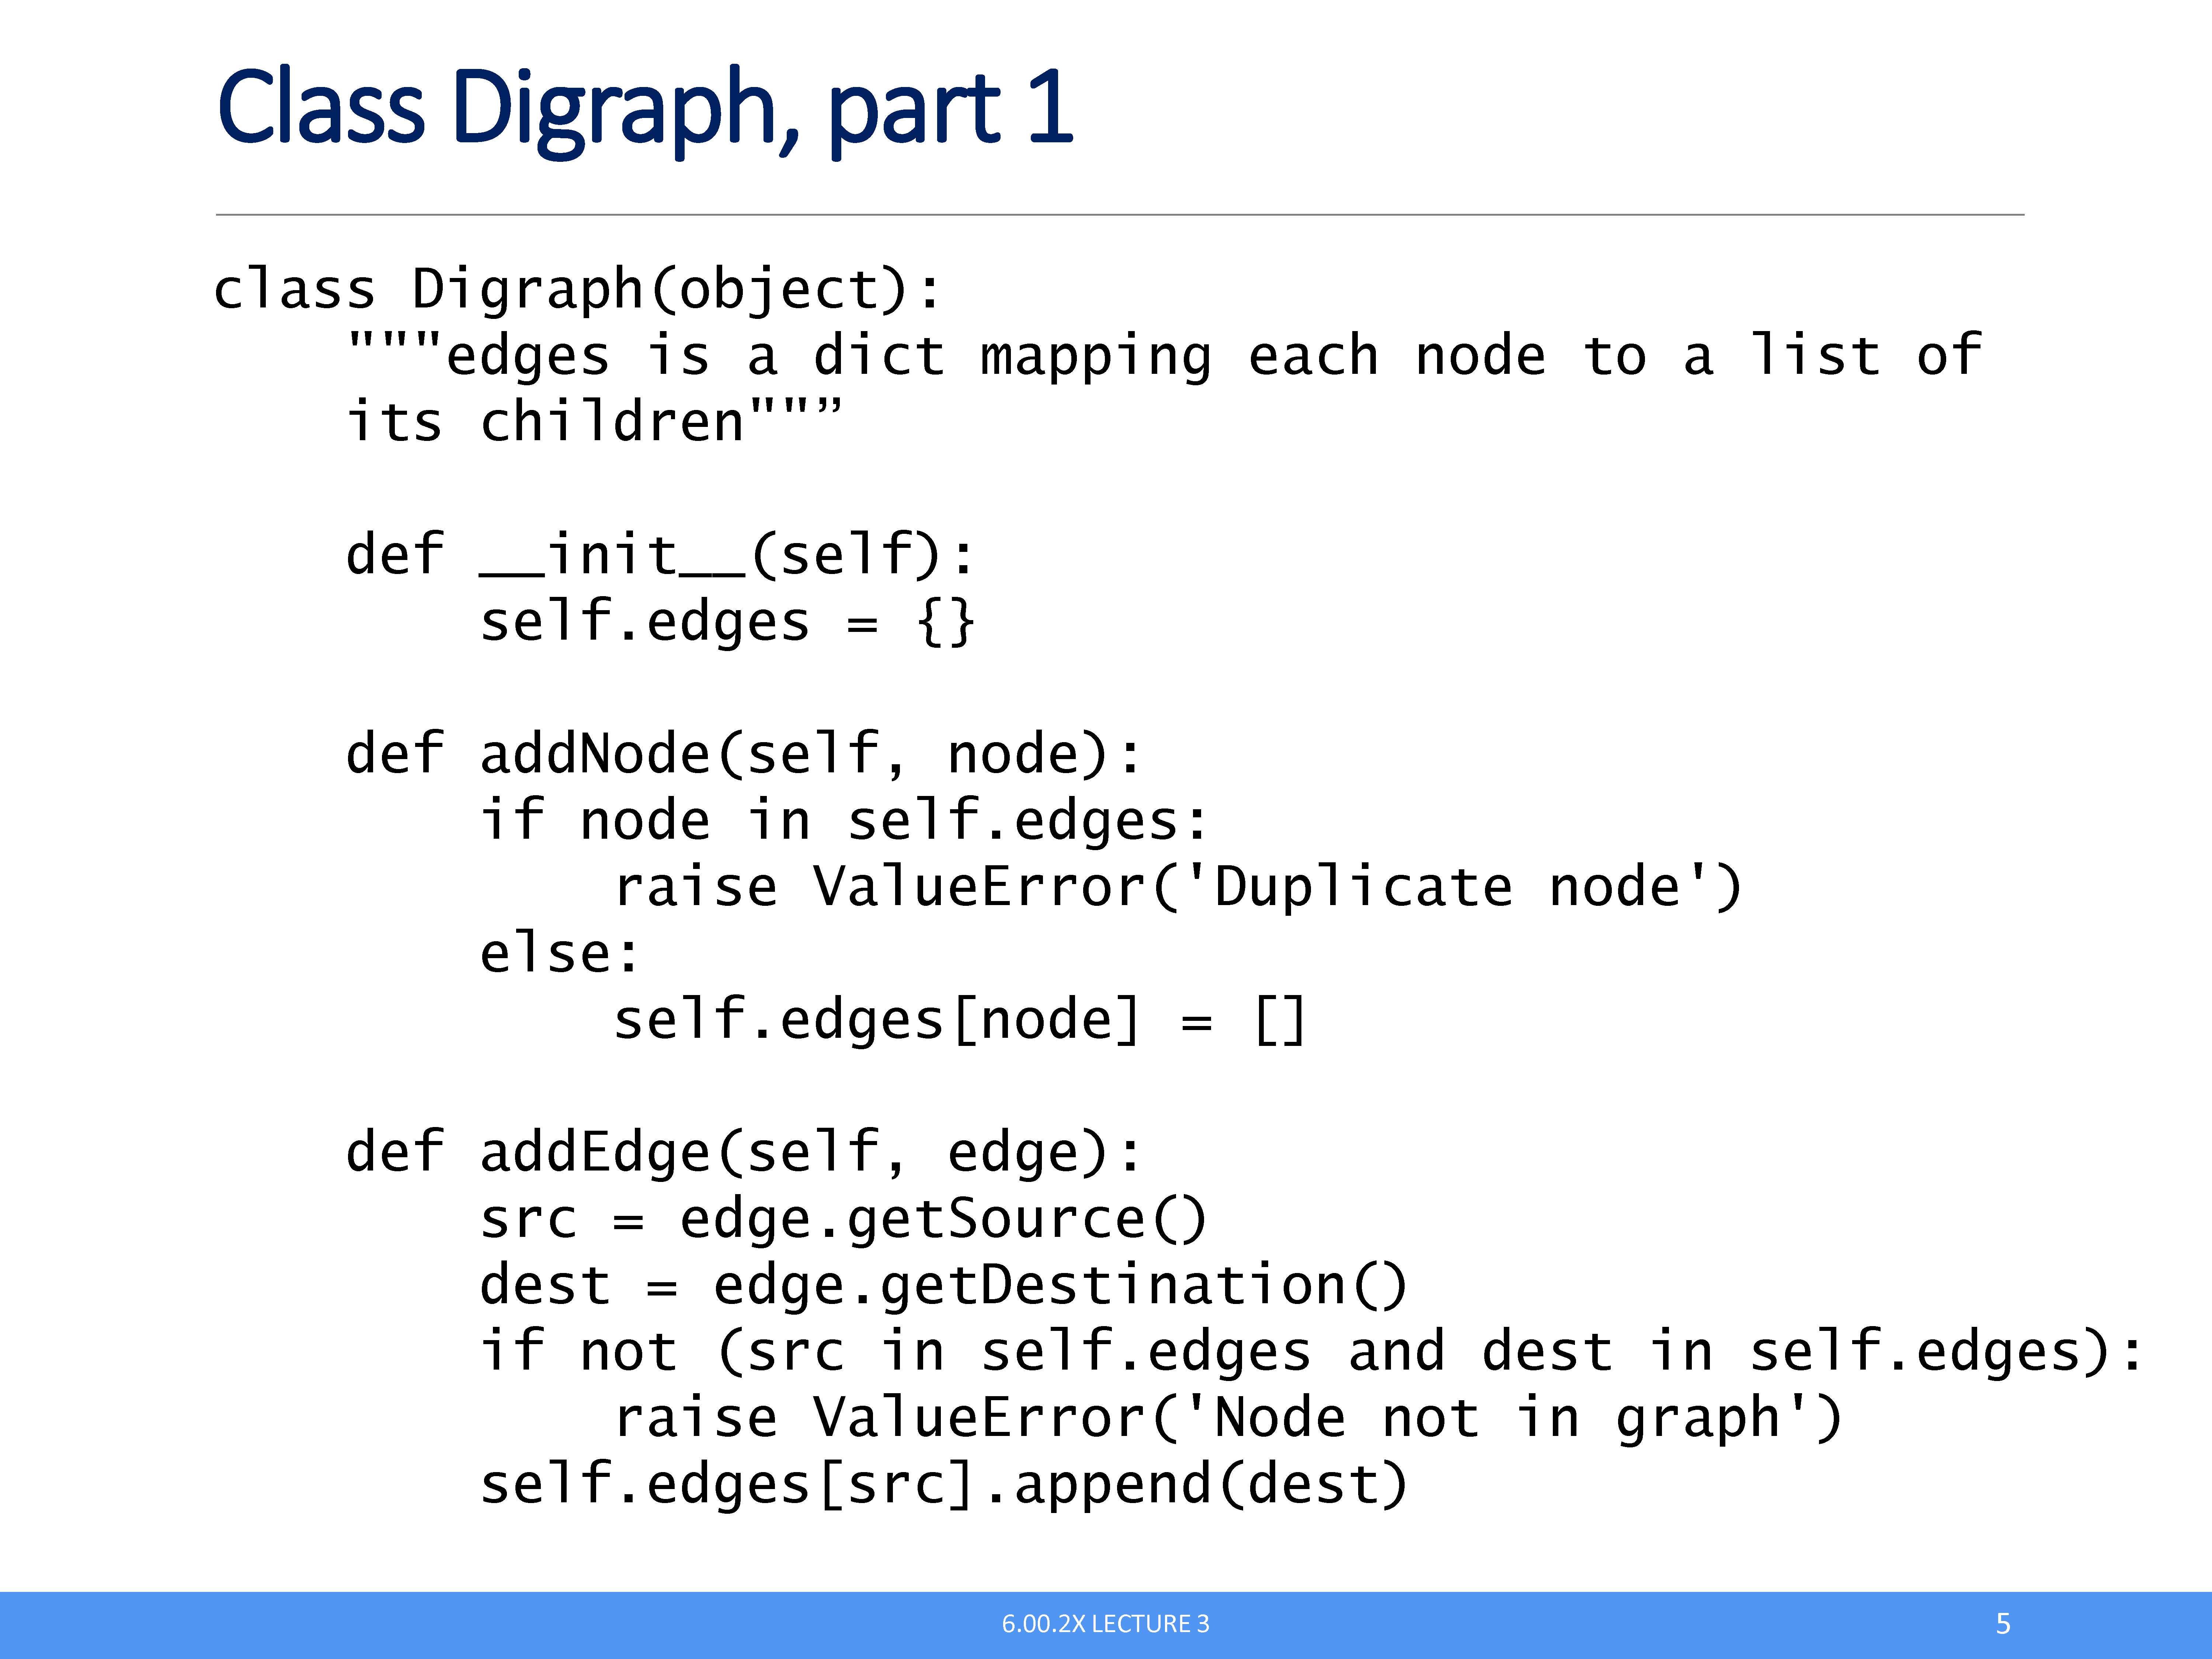 Class Digraph, part 1
class Digraph(object):
    """edges is a dict mapping each node to a list of
    its children""”
    def __init__(self):
        self.edges = {}
    def addNode(self, node):
        if node in self.edges:
            raise ValueError('Duplicate node')
        else:
            self.edges[node] = []
    def addEdge(self, edge):
        src = edge.getSource()
        dest = edge.getDestination()
        if not (src in self.edges and dest in self.edges):
            raise ValueError('Node not in graph')
        self.edges[src].append(dest)
6.00.2X LECTURE 3
5